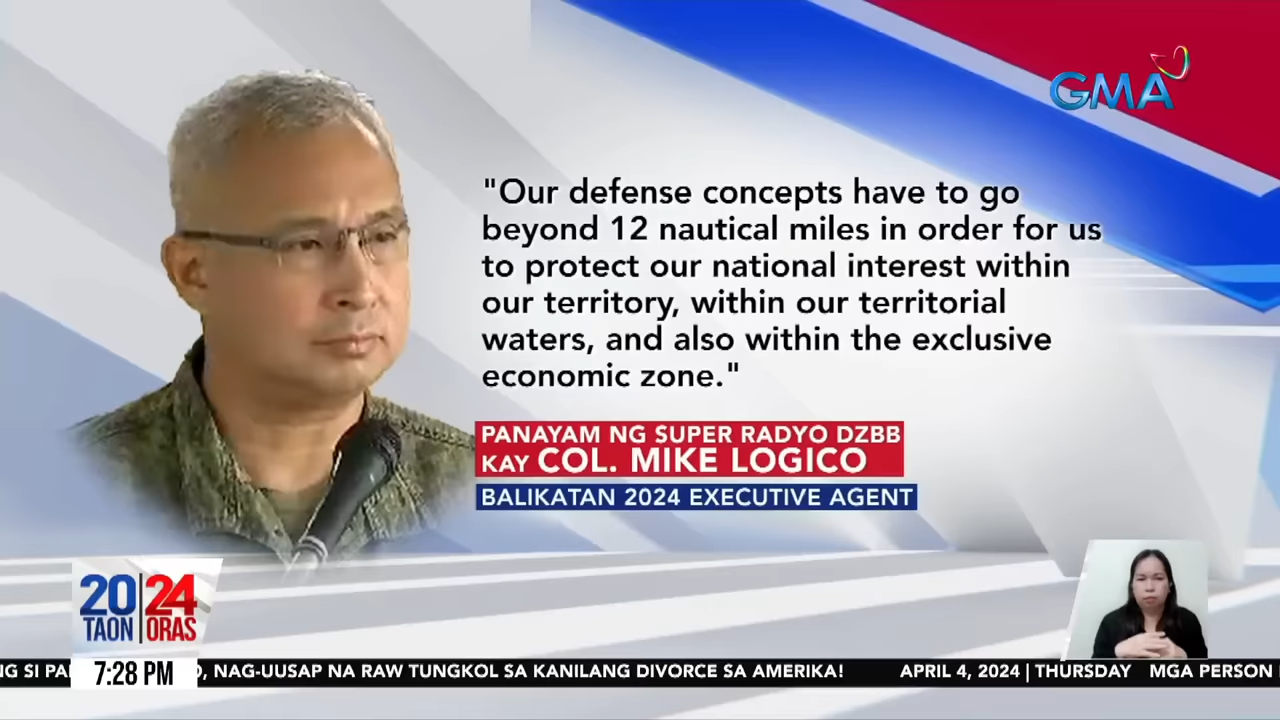 GMA
"Our defense concepts have to go
beyond 12 nautical miles in order for us
to protect our national interest within
our territory, within our territorial
waters, and also within the exclusive
economic zone."
PANAYAM NG SUPER RADYO DZBB
KAY COL. MIKE LOGICO
BALIKATAN 2024 EXECUTIVE AGENT
20 24
TAON ORAS
7:28 PM
NAG-UUSAP NA RAW TUNGKOL SA KANILANG DIVORCE SA AMERIKA! APRIL 4, 2024 | THURSDAY MGA PERSON